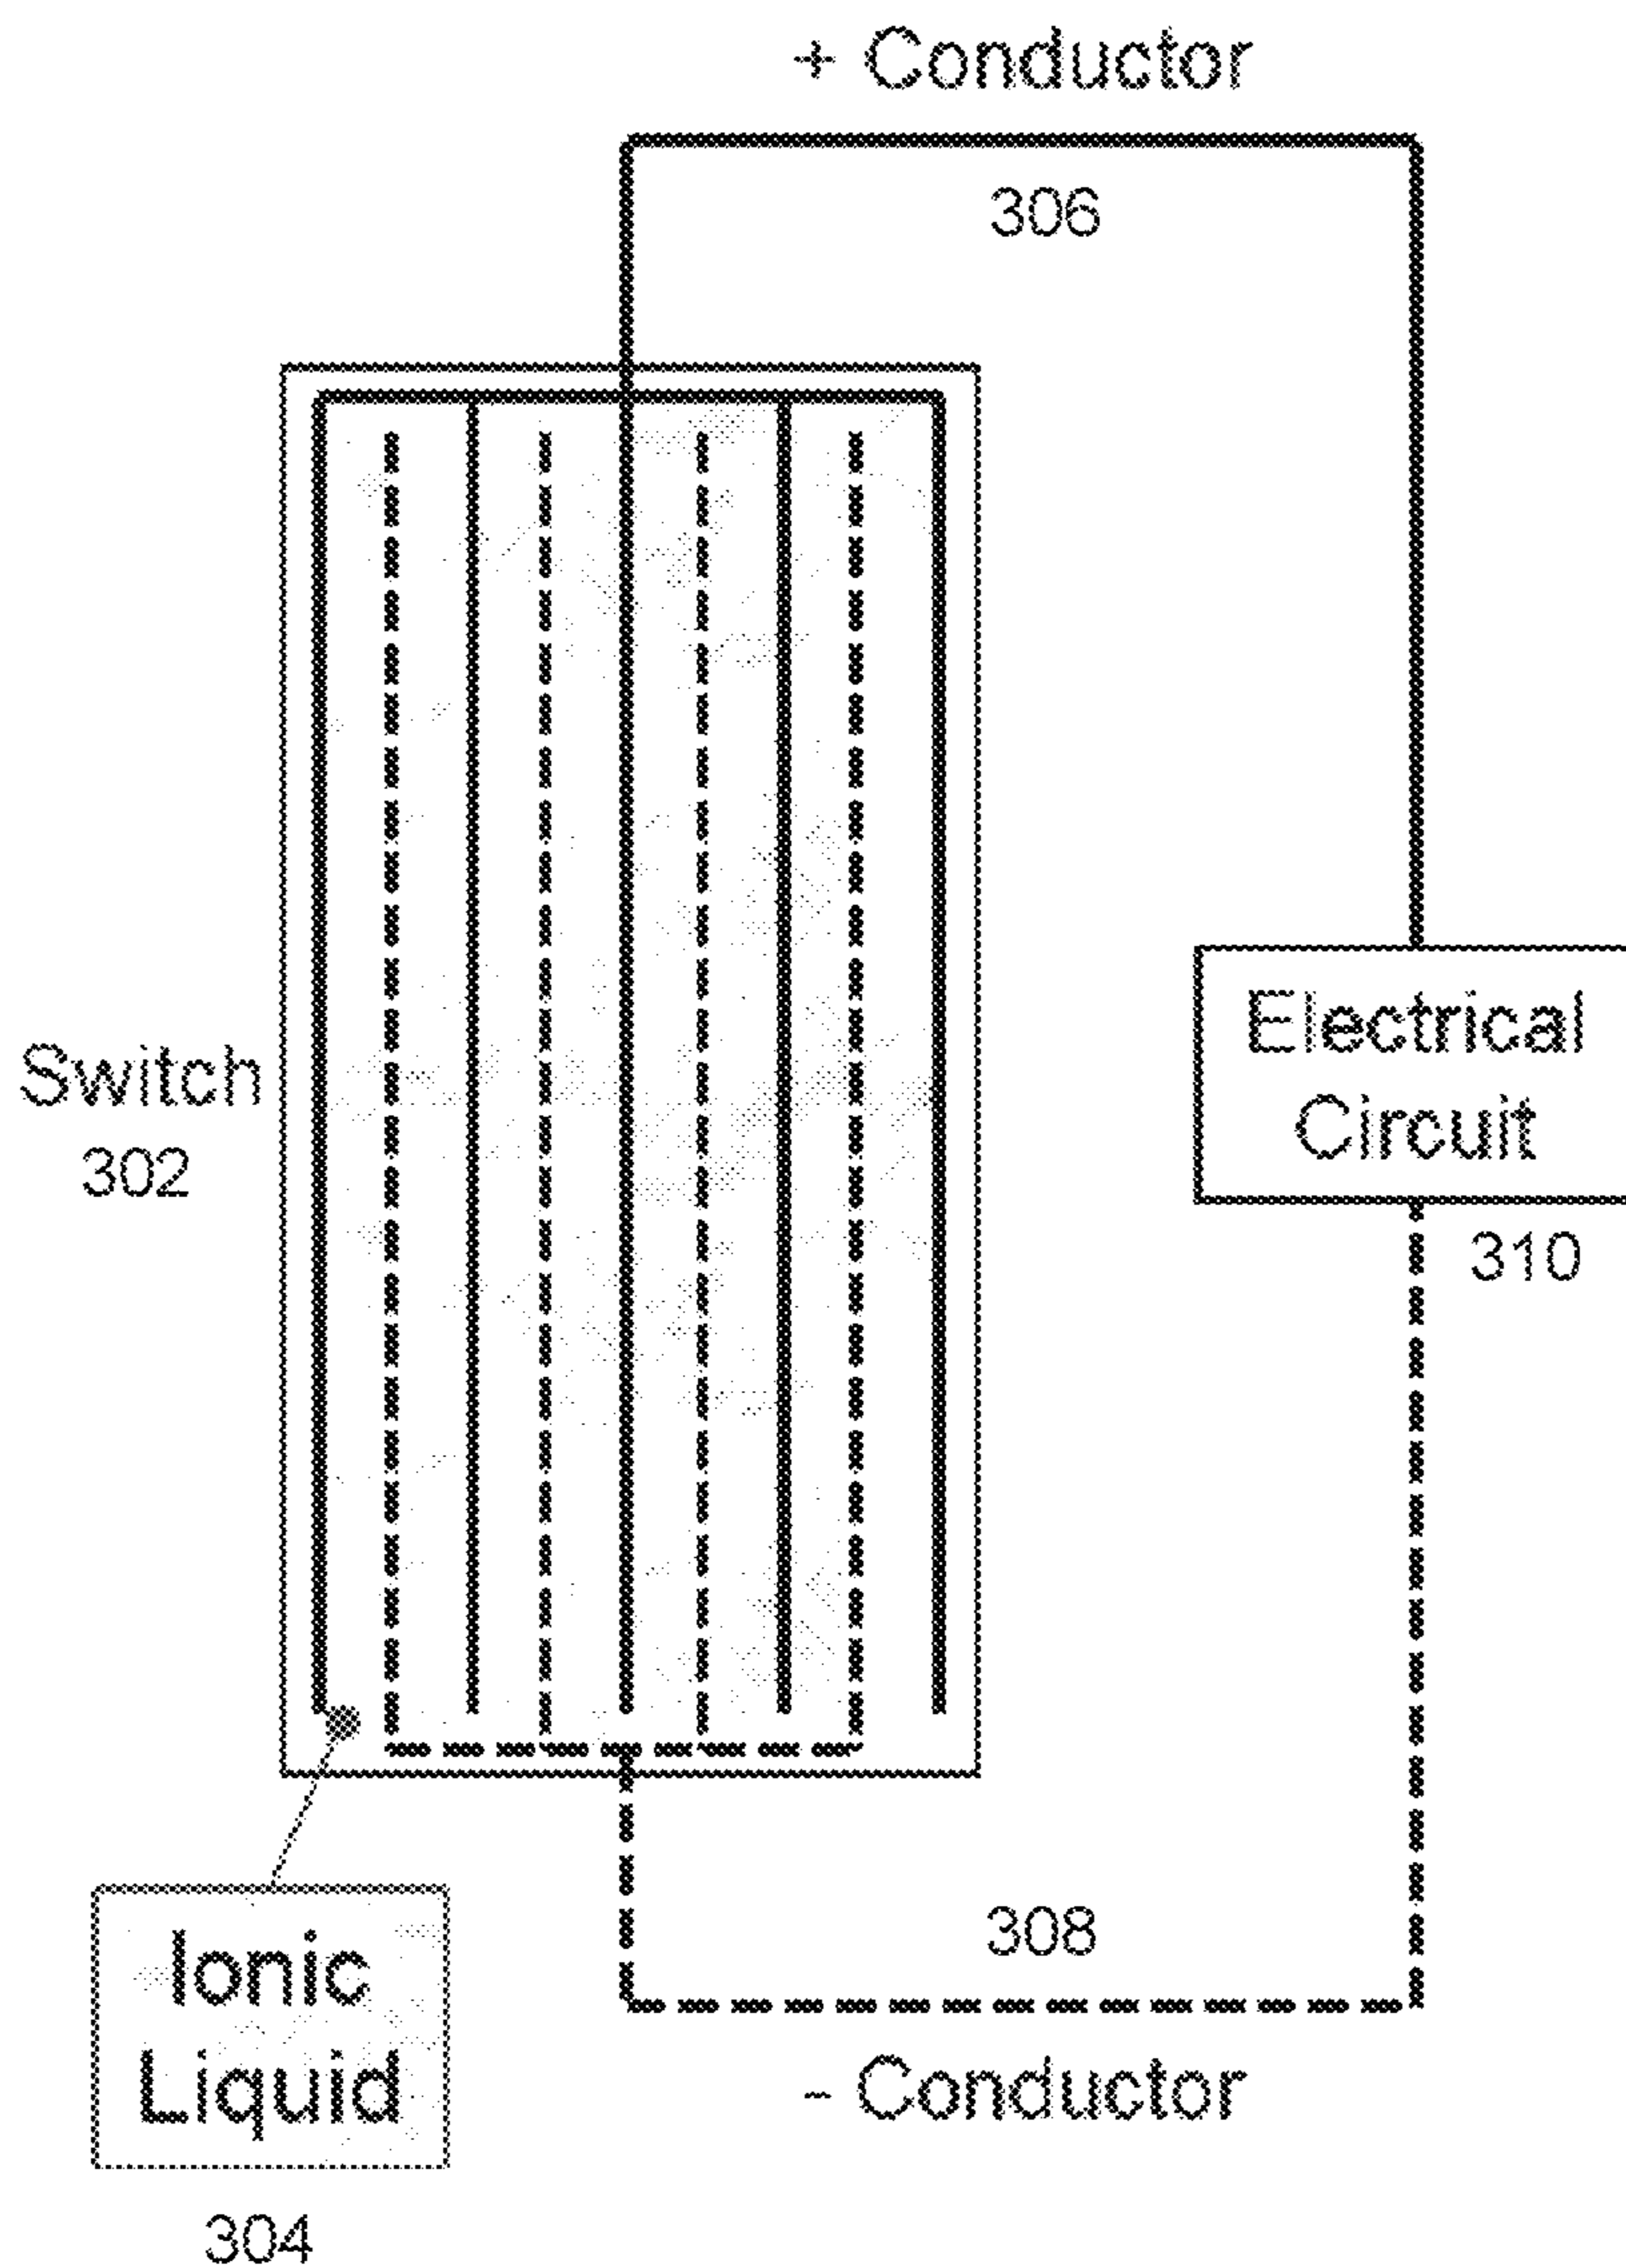 + Conductor
306
Switch
302
Electrical
Circuit
310
308
- Conductor
Ionic
Liquid
304